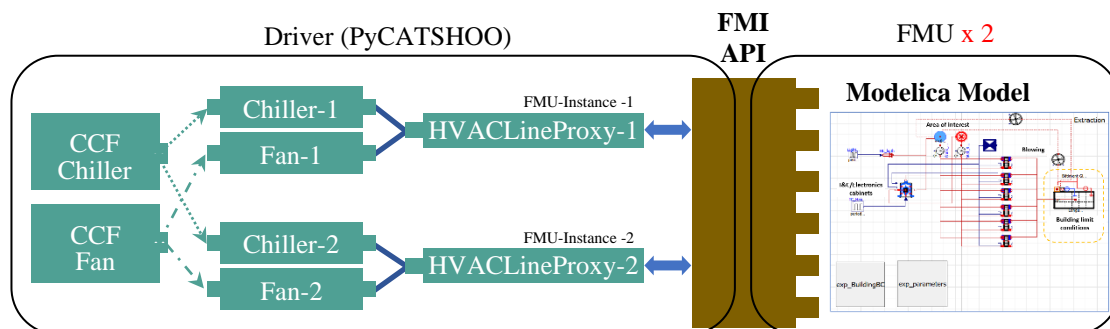 Driver (PyCATSHOO)
FMI
API
FMU x 2
CCF
Chiller
CCF
Fan
Chiller-1
Fan-1
FMU-Instance -1
HVACLineProxy-1
Chiller-2
Fan-2
FMU-Instance -2
HVACLineProxy-2
Modelica Model
Area of Interest
Extraction
Blowing
I&C/Electronics
cabinets
Building limit
conditions
exp_BuildingBC
exp_parameters